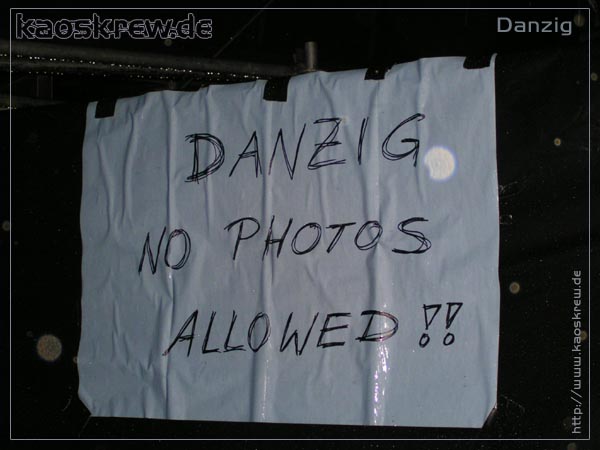 kaoskrew.de
Danzig
DANZIG
NO PHOTOS
ALLOWED !!
http://www.kaoskrew.de